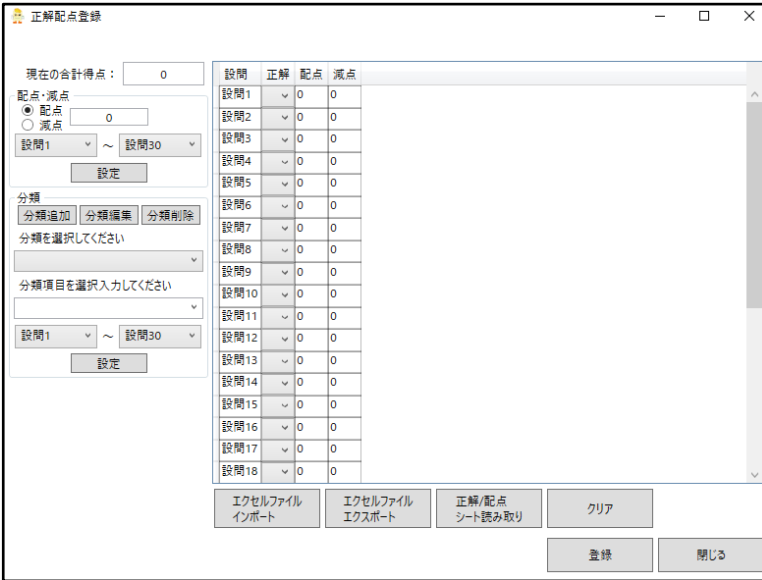 正解配点登録
現在の合計得点： 0
配点・減点
配点
減点
0
設問1 ～ 設問30
設定
分類
分類追加 分類編集 分類削除
分類を選択してください
分類項目を選択入力してください
設問1 ～ 設問30
設定
設問 正解 配点 減点
設問1 0 0
設問2 0 0
設問3 0 0
設問4 0 0
設問5 0 0
設問6 0 0
設問7 0 0
設問8 0 0
設問9 0 0
設問10 0 0
設問11 0 0
設問12 0 0
設問13 0 0
設問14 0 0
設問15 0 0
設問16 0 0
設問17 0 0
設問18 0 0
エクセルファイル
インポート
エクセルファイル
エクスポート
正解/配点
シート読み取り
クリア
登録 閉じる